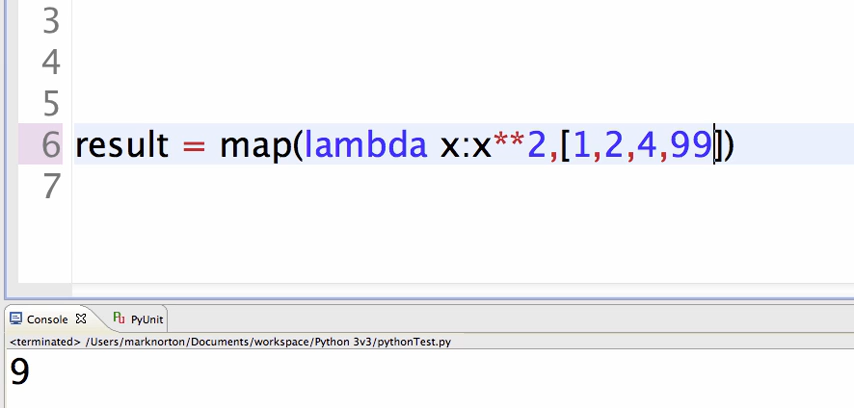 3
4
5
6 result = map(lambda x:x**2,[1,2,4,99])
7
Console PyUnit
<terminated> /Users/marknorton/Documents/workspace/Python 3v3/pythonTest.py
9